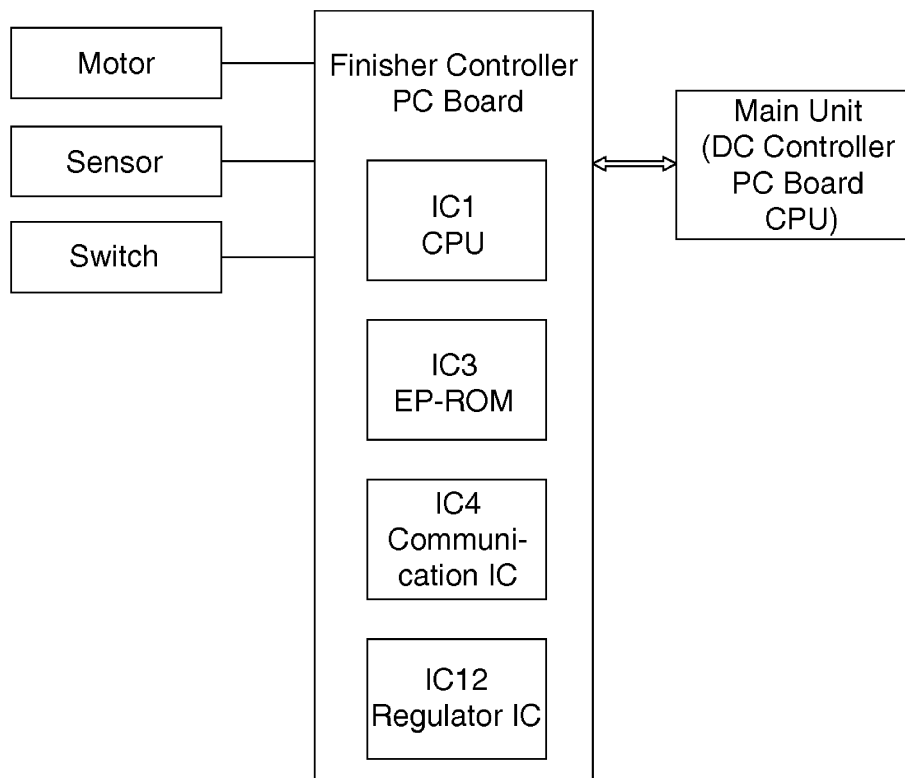 Motor
Sensor
Switch
Finisher Controller
PC Board
IC1
CPU
IC3
EP-ROM
IC4
Communi-
cation IC
IC12
Regulator IC
Main Unit
(DC Controller
PC Board
CPU)